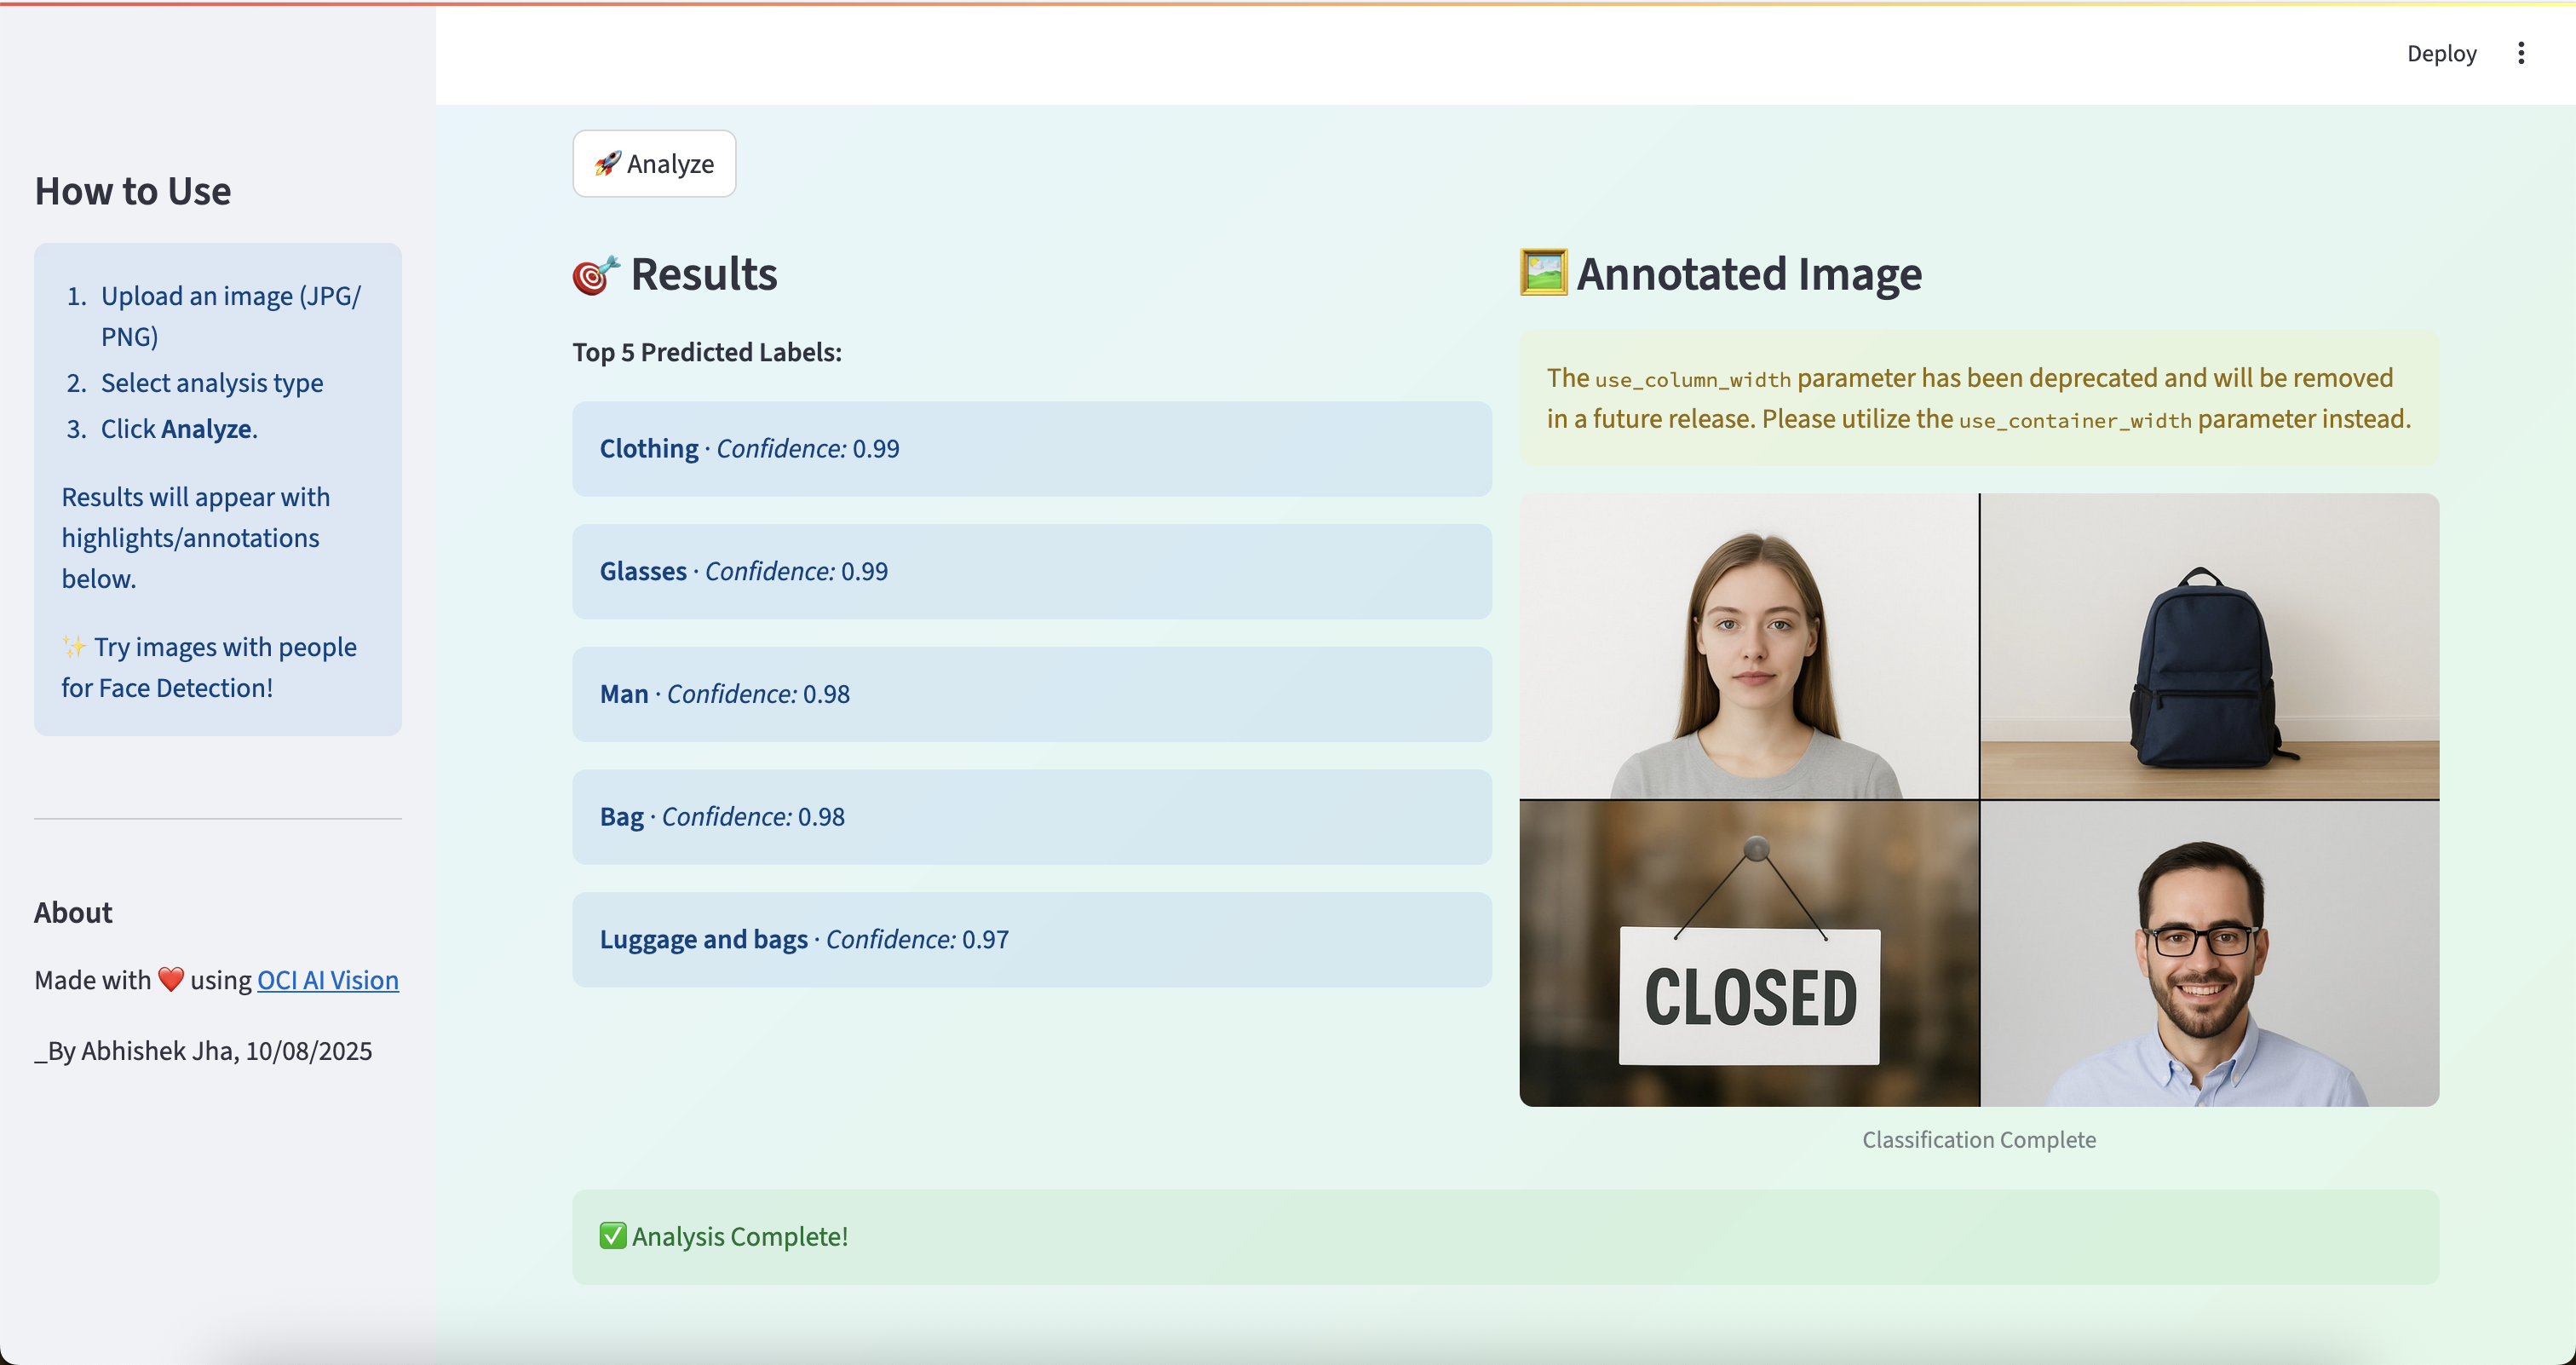 Deploy
How to Use
1. Upload an image (JPG/
PNG)
2. Select analysis type
3. Click Analyze.
Results will appear with
highlights/annotations
below.
✨ Try images with people
for Face Detection!
About
Made with ❤️ using OCI AI Vision
_By Abhishek Jha, 10/08/2025
🚀 Analyze
🎯 Results
Top 5 Predicted Labels:
Clothing · Confidence: 0.99
Glasses · Confidence: 0.99
Man · Confidence: 0.98
Bag · Confidence: 0.98
Luggage and bags · Confidence: 0.97
🖼️ Annotated Image
The use_column_width parameter has been deprecated and will be removed
in a future release. Please utilize the use_container_width parameter instead.
CLOSED
Classification Complete
✅ Analysis Complete!